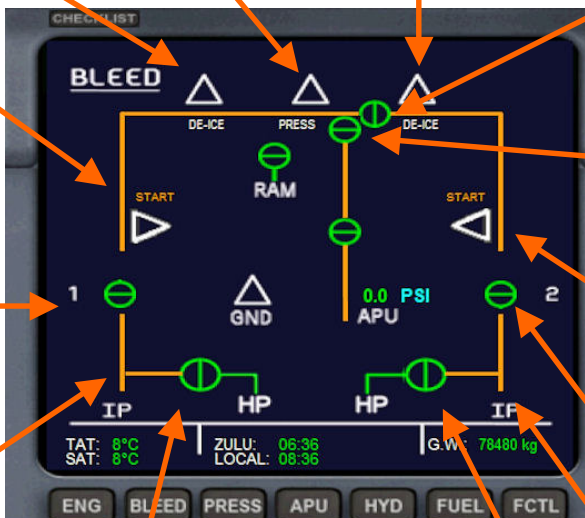 CHECKLIST
BLEED
DE-ICE PRESS DE-ICE
RAM
START START
1 2
GND 0.0 PSI
APU
HP HP
IP IP
TAT: 8°C ZULU: 06:36 G.W.: 78480 kg
SAT: 8°C LOCAL: 08:36
ENG BLEED PRESS APU HYD FUEL FCTL